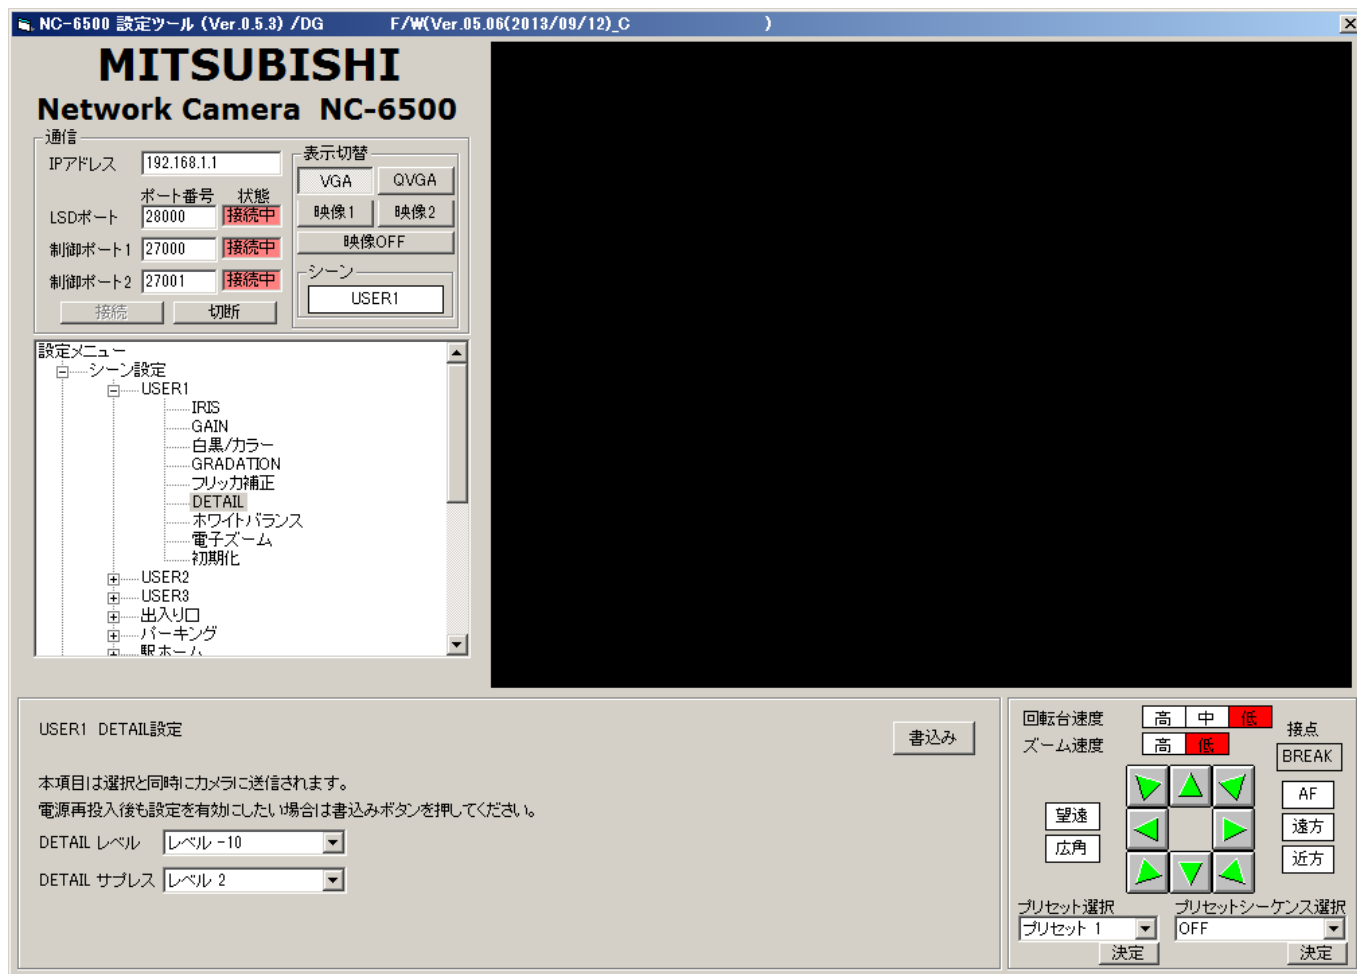 NC-6500 設定ツール (Ver.0.5.3) /DG F/W(Ver.05.06(2013/09/12)_C )
MITSUBISHI
Network Camera NC-6500
通信
IPアドレス 192.168.1.1
ポート番号 状態
LSDポート 28000 接続中
制御ポート1 27000 接続中
制御ポート2 27001 接続中
接続 切断
表示切替
VGA QVGA
映像1 映像2
映像OFF
シーン
USER1
設定メニュー
シーン設定
USER1
IRIS
GAIN
白黒/カラー
GRADATION
フリッカ補正
DETAIL
ホワイトバランス
電子ズーム
初期化
USER2
USER3
出入り口
パーキング
駅ホーム
USER1 DETAIL設定
書込み
本項目は選択と同時にカメラに送信されます。
電源再投入後も設定を有効にしたい場合は書込みボタンを押してください。
DETAIL レベル レベル -10
DETAIL サプレス レベル 2
回転台速度 高 中 低
ズーム速度 高 低
接点
BREAK
望遠
広角
AF
遠方
近方
プリセット選択 プリセットシーケンス選択
プリセット 1 OFF
決定 決定